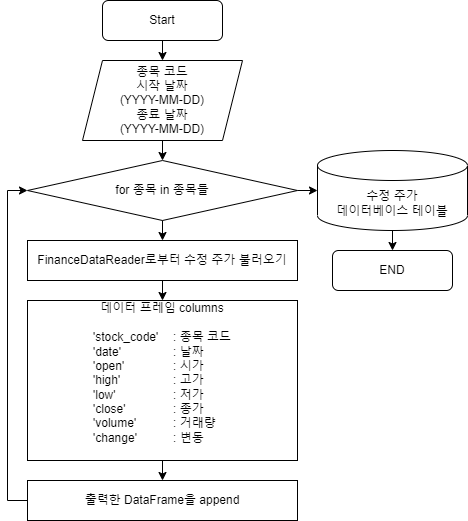 Start
종목 코드
시작 날짜
(YYYY-MM-DD)
종료 날짜
(YYYY-MM-DD)
for 종목 in 종목들
수정 주가
데이터베이스 테이블
END
FinanceDataReader로부터 수정 주가 불러오기
데이터 프레임 columns
'stock_code' : 종목 코드
'date' : 날짜
'open' : 시가
'high' : 고가
'low' : 저가
'close' : 종가
'volume' : 거래량
'change' : 변동
출력한 DataFrame을 append